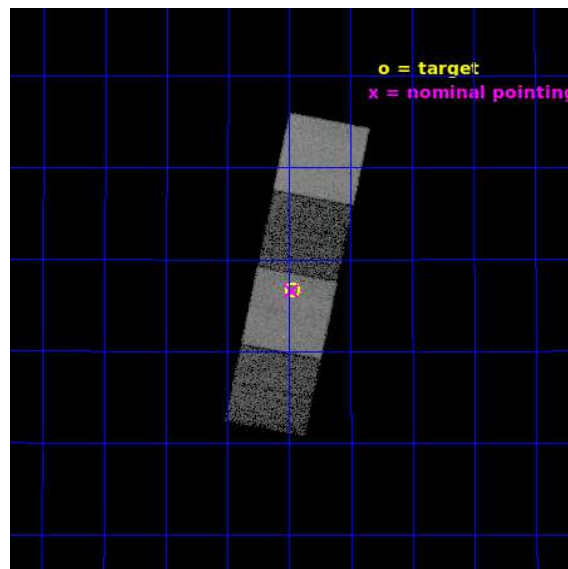 o = target
x = nominal pointing